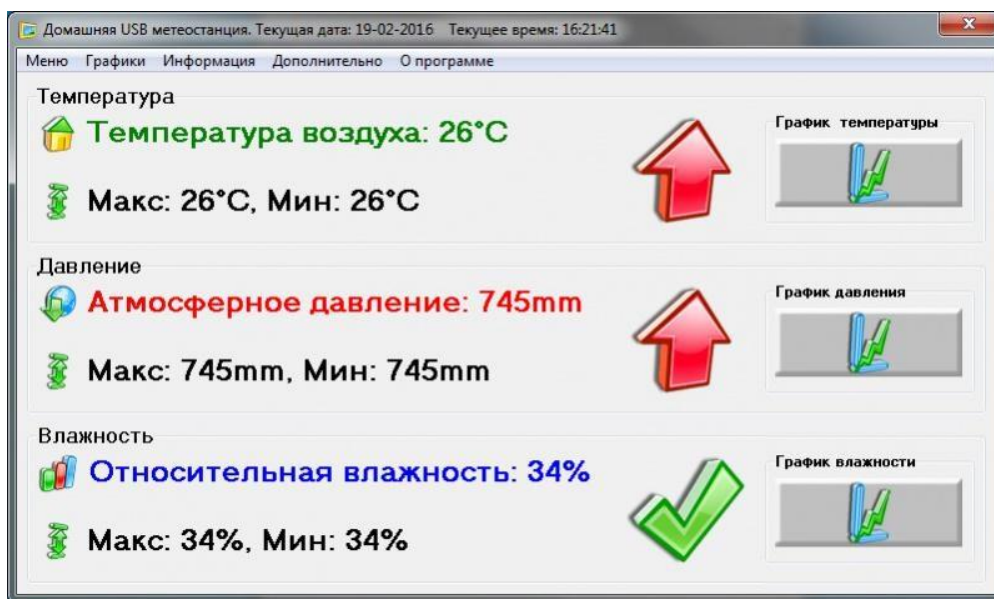 Домашняя USB метеостанция. Текущая дата: 19-02-2016 Текущее время: 16:21:41
Меню Графики Информация Дополнительно О программе
Температура
Температура воздуха: 26°C
Макс: 26°C, Мин: 26°C
График температуры
Давление
Атмосферное давление: 745mm
Макс: 745mm, Мин: 745mm
График давления
Влажность
Относительная влажность: 34%
Макс: 34%, Мин: 34%
График влажности